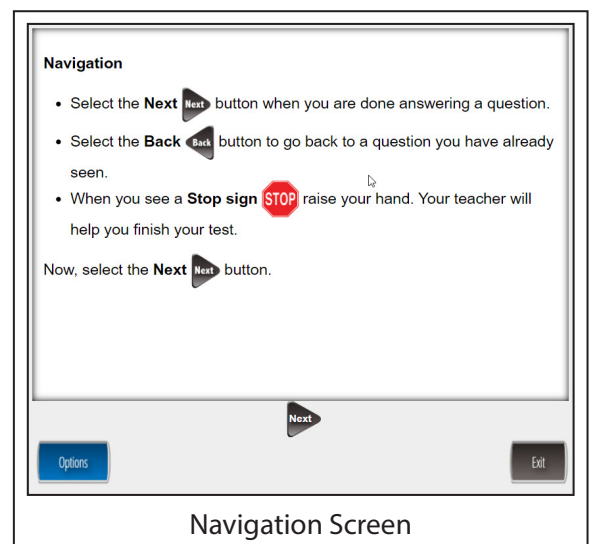 Navigation
• Select the Next Next button when you are done answering a question.
• Select the Back Back button to go back to a question you have already
seen.
• When you see a Stop sign STOP raise your hand. Your teacher will
help you finish your test.
Now, select the Next Next button.
Next
Options
Exit
Navigation Screen